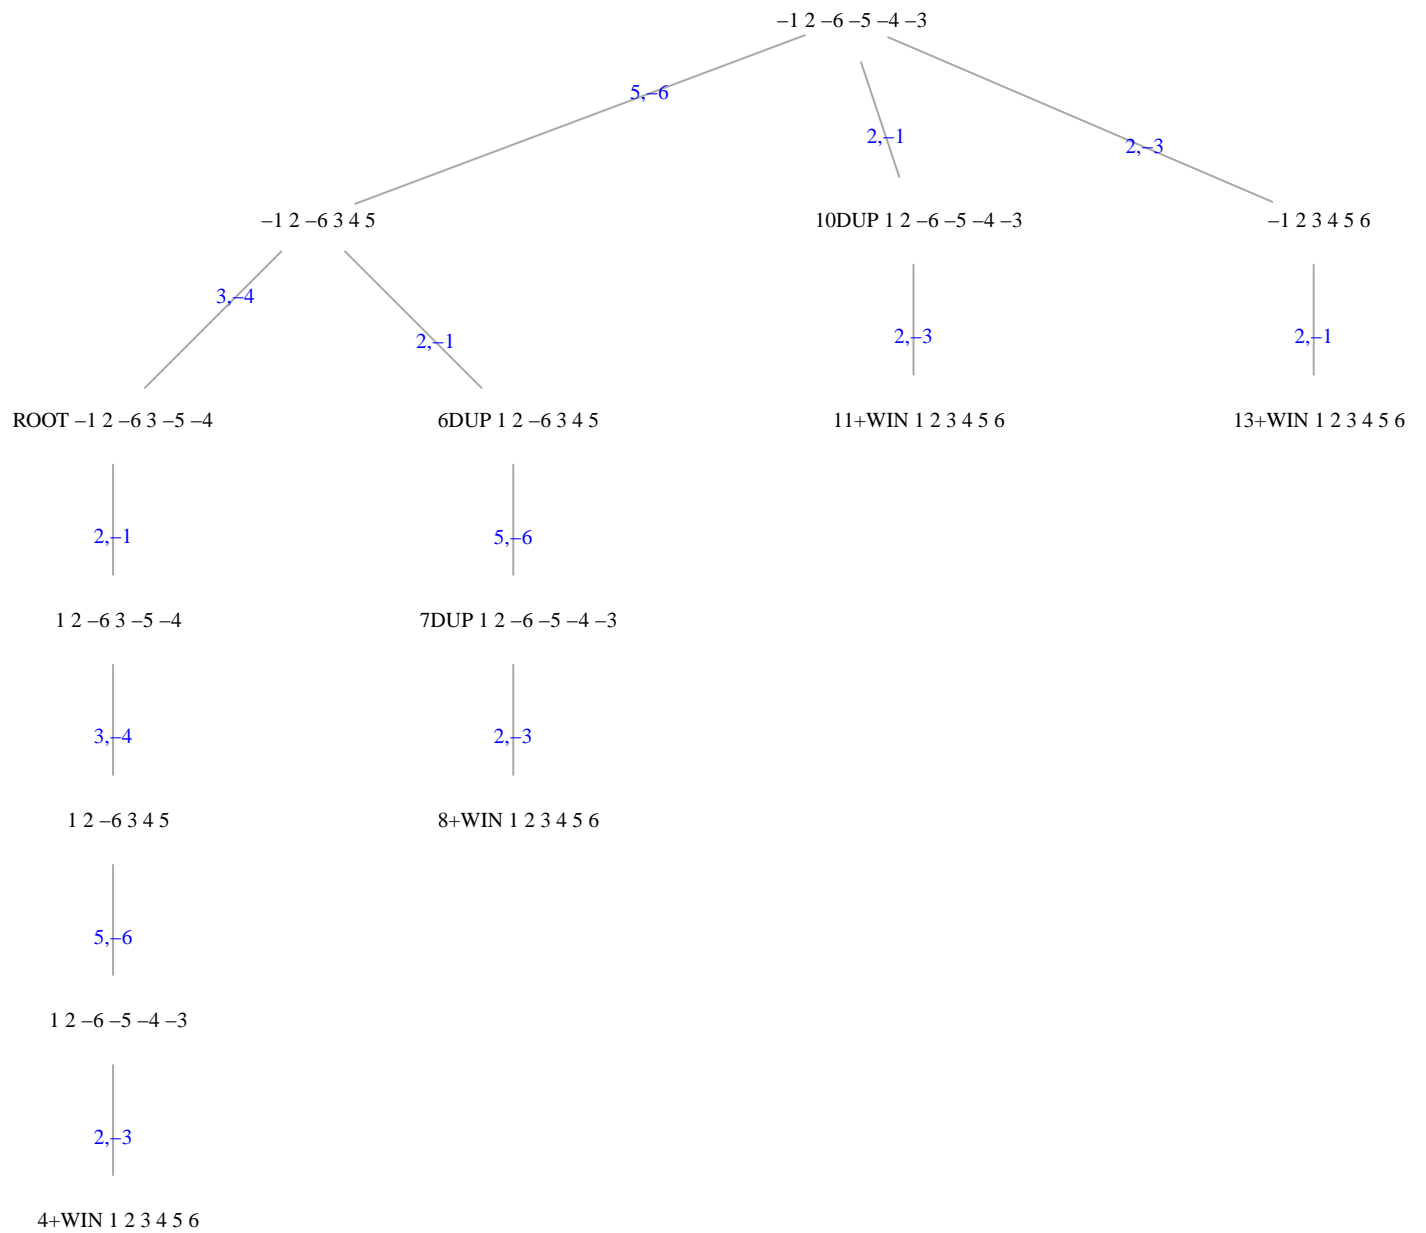 −1 2 −6 −5 −4 −3
5,−6
2,−1
2,−3
−1 2 −6 3 4 5
10DUP 1 2 −6 −5 −4 −3
−1 2 3 4 5 6
3,−4
2,−1
2,−3
2,−1
ROOT −1 2 −6 3 −5 −4
6DUP 1 2 −6 3 4 5
11+WIN 1 2 3 4 5 6
13+WIN 1 2 3 4 5 6
2,−1
5,−6
1 2 −6 3 −5 −4
7DUP 1 2 −6 −5 −4 −3
3,−4
2,−3
1 2 −6 3 4 5
8+WIN 1 2 3 4 5 6
5,−6
1 2 −6 −5 −4 −3
2,−3
4+WIN 1 2 3 4 5 6